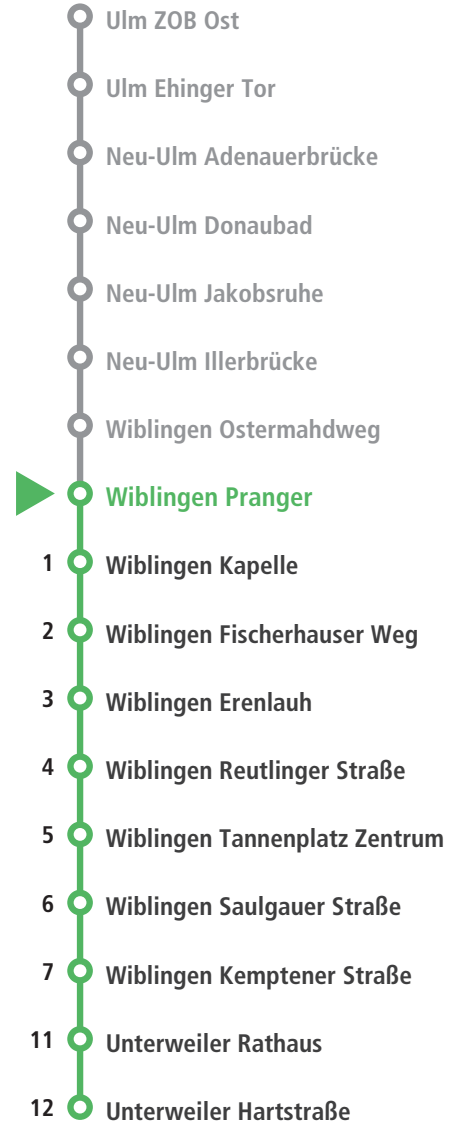 Ulm ZOB Ost
Ulm Ehinger Tor
Neu-Ulm Adenauerbrücke
Neu-Ulm Donaubad
Neu-Ulm Jakobsruhe
Neu-Ulm Illerbrücke
Wiblingen Ostermahdweg
Wiblingen Pranger
1 Wiblingen Kapelle
2 Wiblingen Fischerhauser Weg
3 Wiblingen Erenlauh
4 Wiblingen Reutlinger Straße
5 Wiblingen Tannenplatz Zentrum
6 Wiblingen Saulgauer Straße
7 Wiblingen Kemptener Straße
11 Unterweiler Rathaus
12 Unterweiler Hartstraße